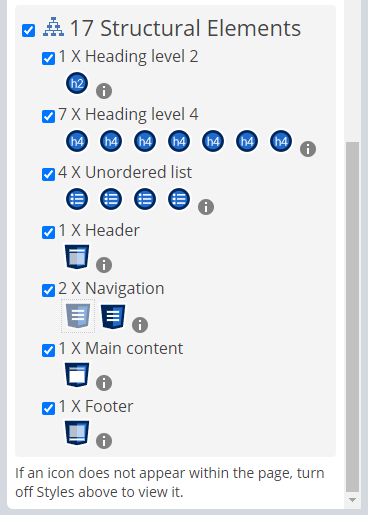 17 Structural Elements
1 X Heading level 2
h2 i
7 X Heading level 4
h4 h4 h4 h4 h4 h4 h4 i
4 X Unordered list
i
1 X Header
i
2 X Navigation
i
1 X Main content
i
1 X Footer
i
If an icon does not appear within the page, turn
off Styles above to view it.